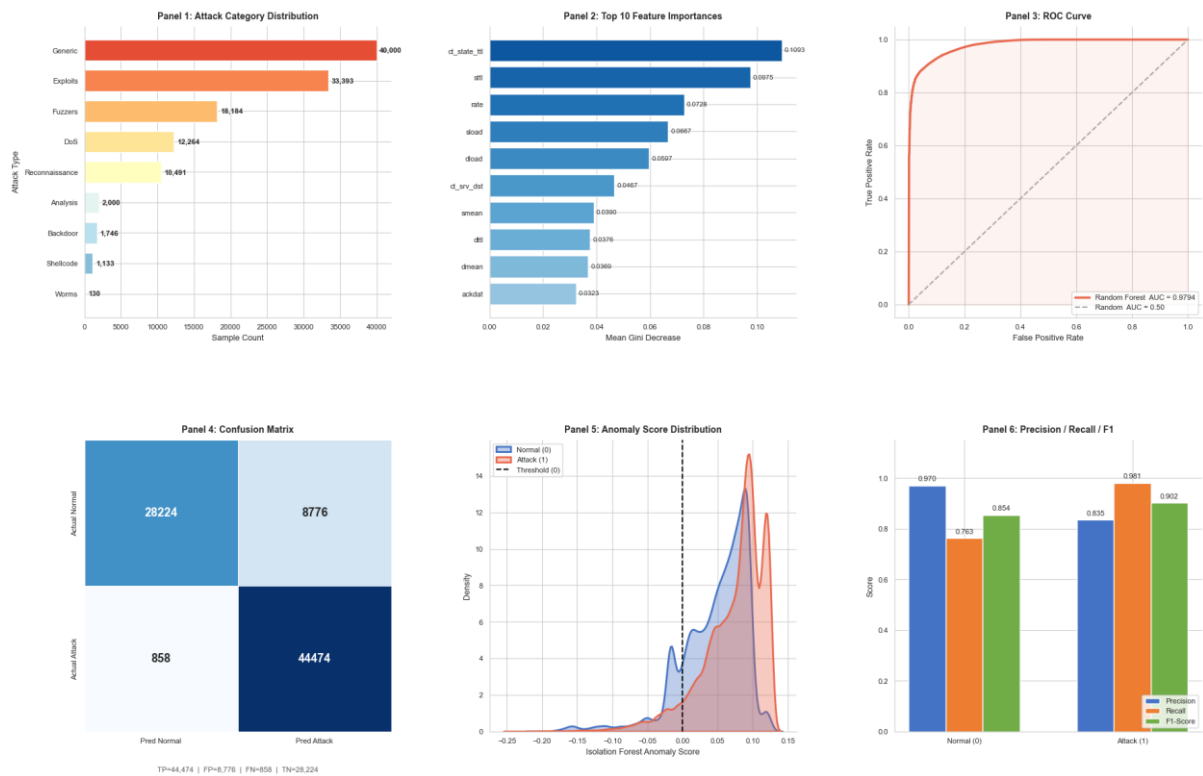 Panel 1: Attack Category Distribution
Attack Type
Generic
40,000
Exploits
33,393
Fuzzers
18,184
DoS
12,264
Reconnaissance
10,491
Analysis
2,000
Backdoor
1,746
Shellcode
1,133
Worms
130
0 5000 10000 15000 20000 25000 30000 35000 40000
Sample Count
Panel 2: Top 10 Feature Importances
ct_state_ttl
0.1093
sttl
0.0975
rate
0.0728
sload
0.0667
dload
0.0597
ct_srv_dst
0.0467
smean
0.0390
dttl
0.0376
dmean
0.0369
ackdat
0.0323
0.00 0.02 0.04 0.06 0.08 0.10
Mean Gini Decrease
Panel 3: ROC Curve
True Positive Rate
1.0
0.8
0.6
0.4
0.2
0.0
Random Forest AUC = 0.9794
Random AUC = 0.50
0.0 0.2 0.4 0.6 0.8 1.0
False Positive Rate
Panel 4: Confusion Matrix
Actual Normal
28224 8776
Actual Attack
858 44474
Pred Normal Pred Attack
TP=44,474 | FP=8,776 | FN=858 | TN=28,224
Panel 5: Anomaly Score Distribution
Normal (0)
Attack (1)
Threshold (0)
Density
14
12
10
8
6
4
2
0
−0.25 −0.20 −0.15 −0.10 −0.05 0.00 0.05 0.10 0.15
Isolation Forest Anomaly Score
Panel 6: Precision / Recall / F1
Score
1.0
0.8
0.6
0.4
0.2
0.0
0.970
0.763
0.854
0.835
0.981
0.902
Precision
Recall
F1-Score
Normal (0) Attack (1)